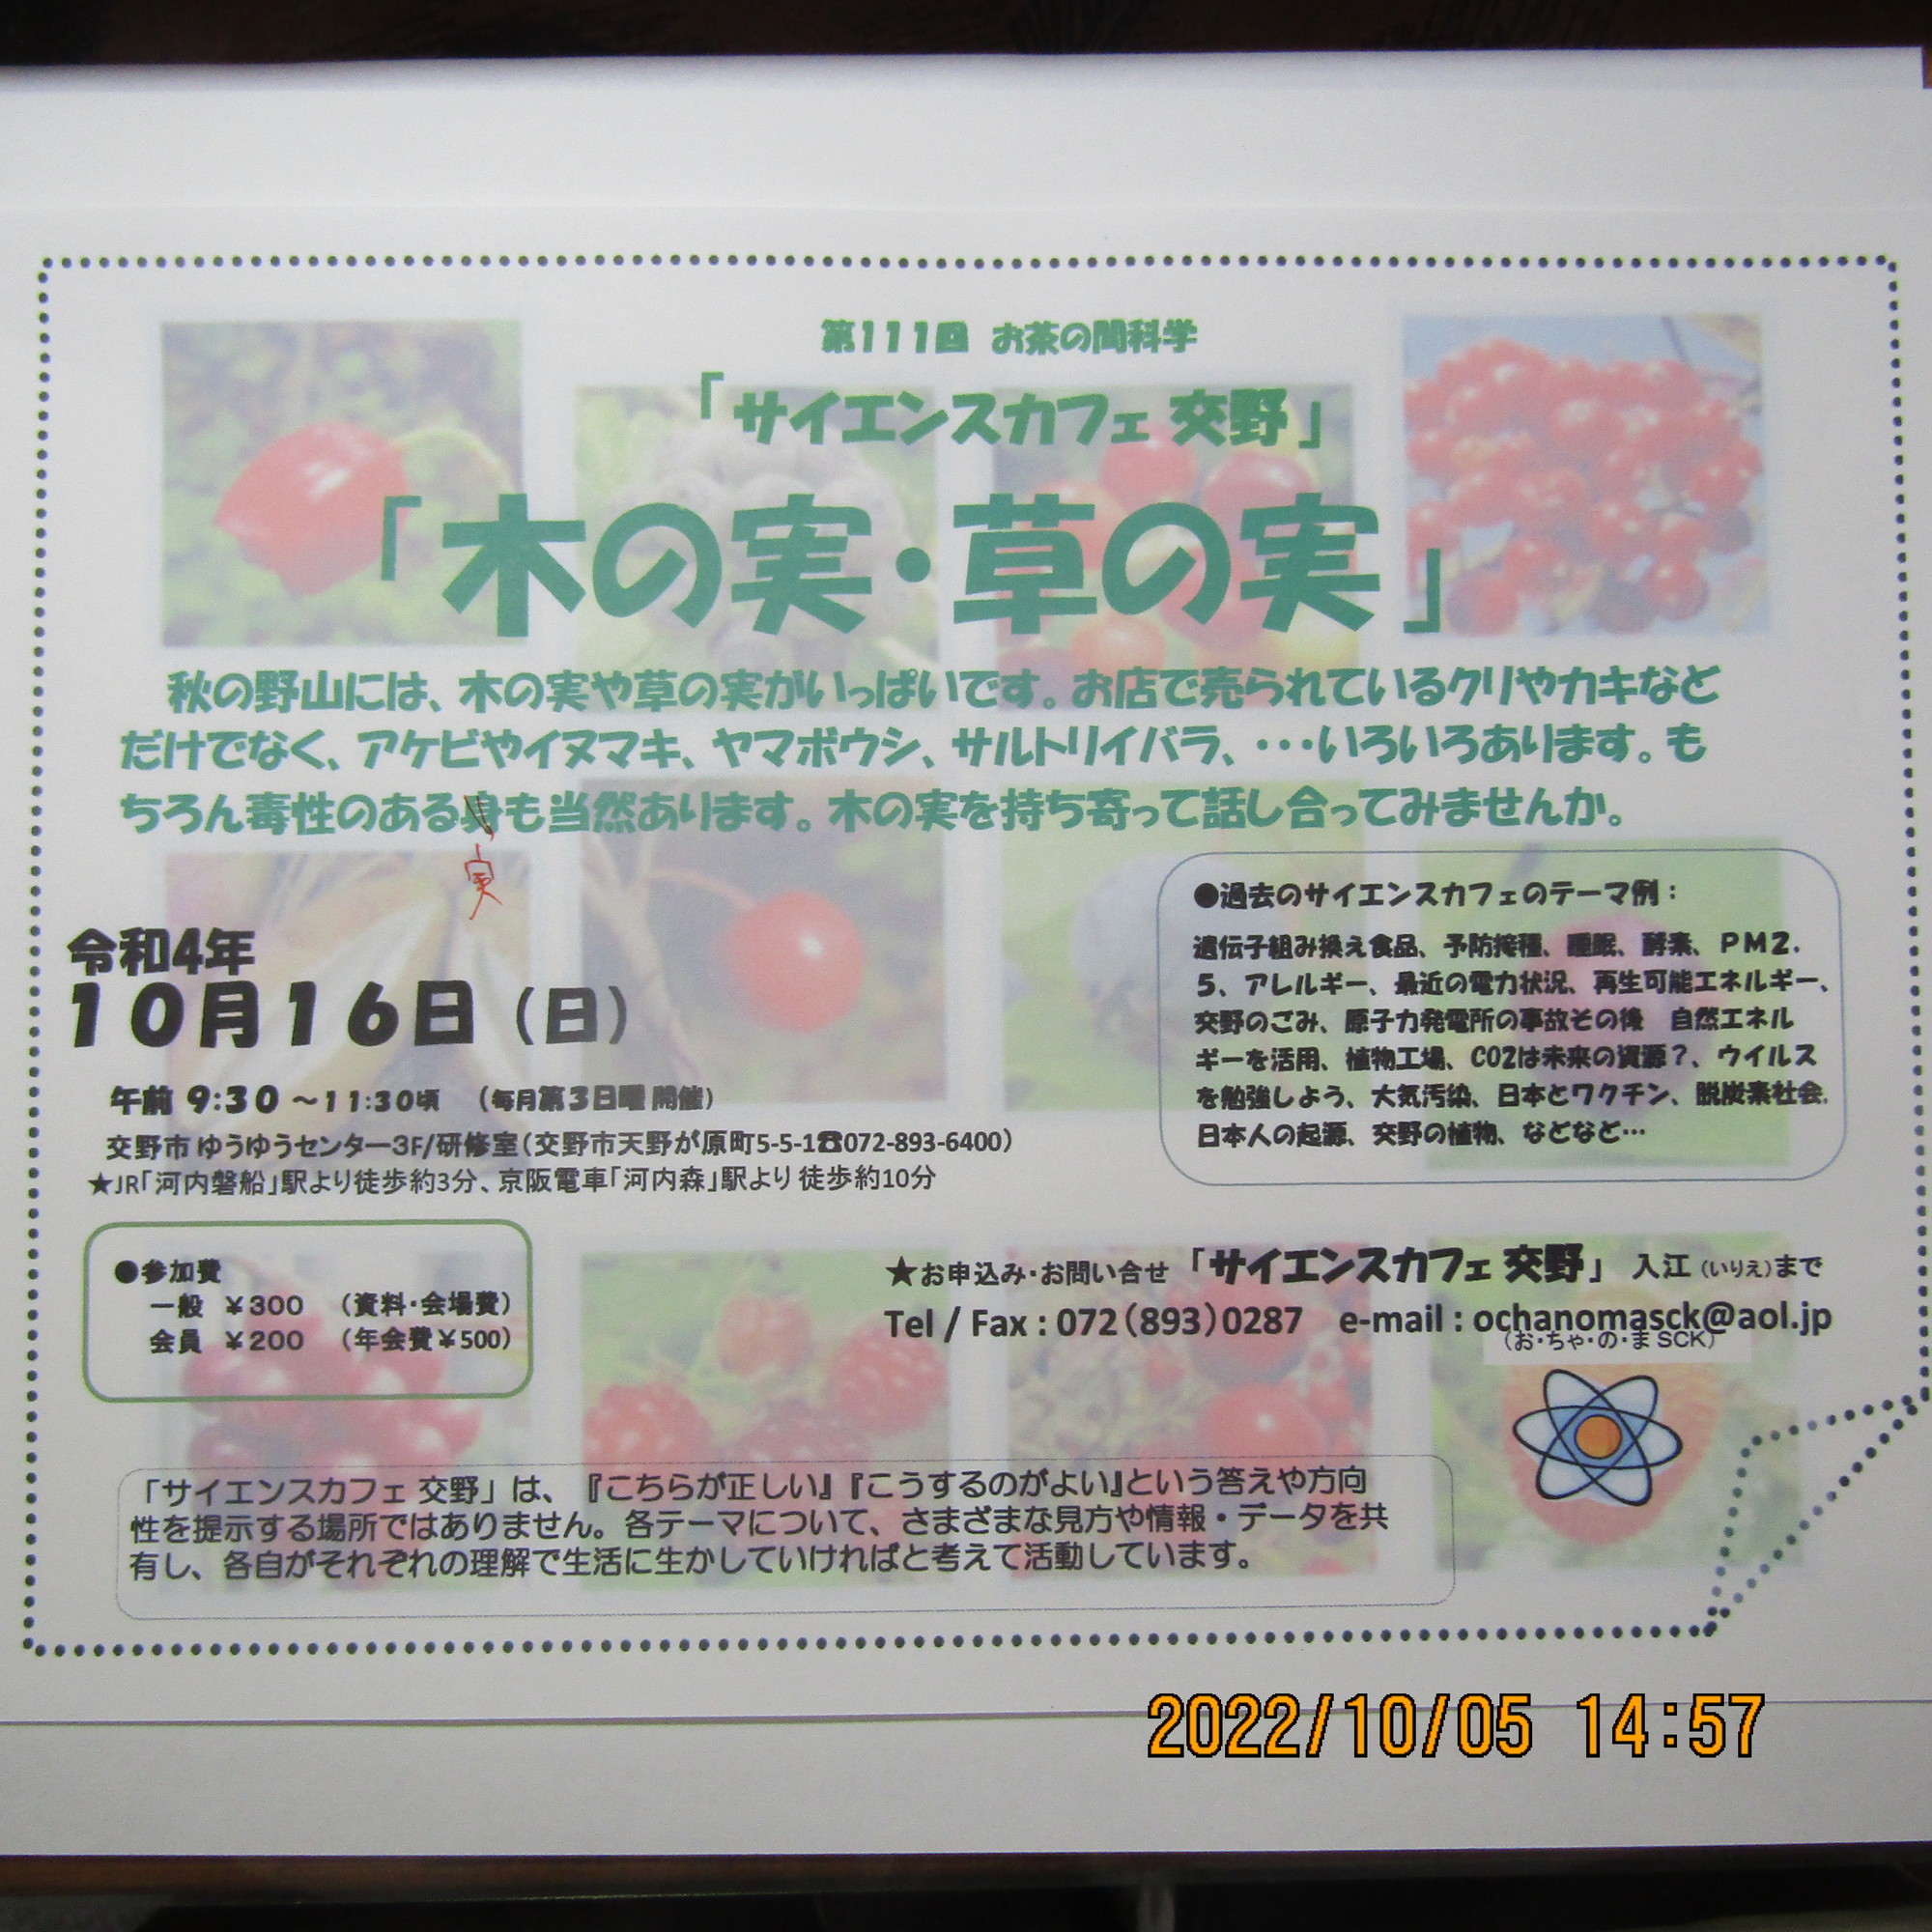 第111回 お茶の間科学
「サイエンスカフェ 交野」
「木の実・草の実」
秋の野山には、木の実や草の実がいっぱいです。お店で売られているクリやカキなど
だけでなく、アケビやイヌマキ、ヤマボウシ、サルトリイバラ、・・・いろいろあります。も
ちろん毒性のある身も当然あります。木の実を持ち寄って話し合ってみませんか。
実
令和4年
10月16日(日)
午前 9:30 ～11:30頃 (毎月第3日曜 開催)
交野市 ゆうゆうセンター3F/研修室(交野市天野が原町5-5-1☎072-893-6400)
★JR「河内磐船」駅より徒歩約3分、京阪電車「河内森」駅より 徒歩約10分
●過去のサイエンスカフェのテーマ例:
遺伝子組み換え食品、予防接種、睡眠、酵素、PM2.
5、アレルギー、最近の電力状況、再生可能エネルギー、
交野のごみ、原子力発電所の事故その後 自然エネル
ギーを活用、植物工場、CO2は未来の資源?、ウイルス
を勉強しよう、大気汚染、日本とワクチン、脱炭素社会.
日本人の起源、交野の植物、などなど…
●参加費
一般 ¥300 (資料・会場費)
会員 ¥200 (年会費¥500)
★お申込み・お問い合せ 「サイエンスカフェ 交野」 入江 (いりえ)まで
Tel / Fax : 072(893)0287 e-mail : ochanomasck@aol.jp
(お・ちゃ・の・ま SCK)
「サイエンスカフェ 交野」は、『こちらが正しい』『こうするのがよい』という答えや方向
性を提示する場所ではありません。各テーマについて、さまざまな見方や情報・データを共
有し、各自がそれぞれの理解で生活に生かしていければと考えて活動しています。
2022/10/05 14:57